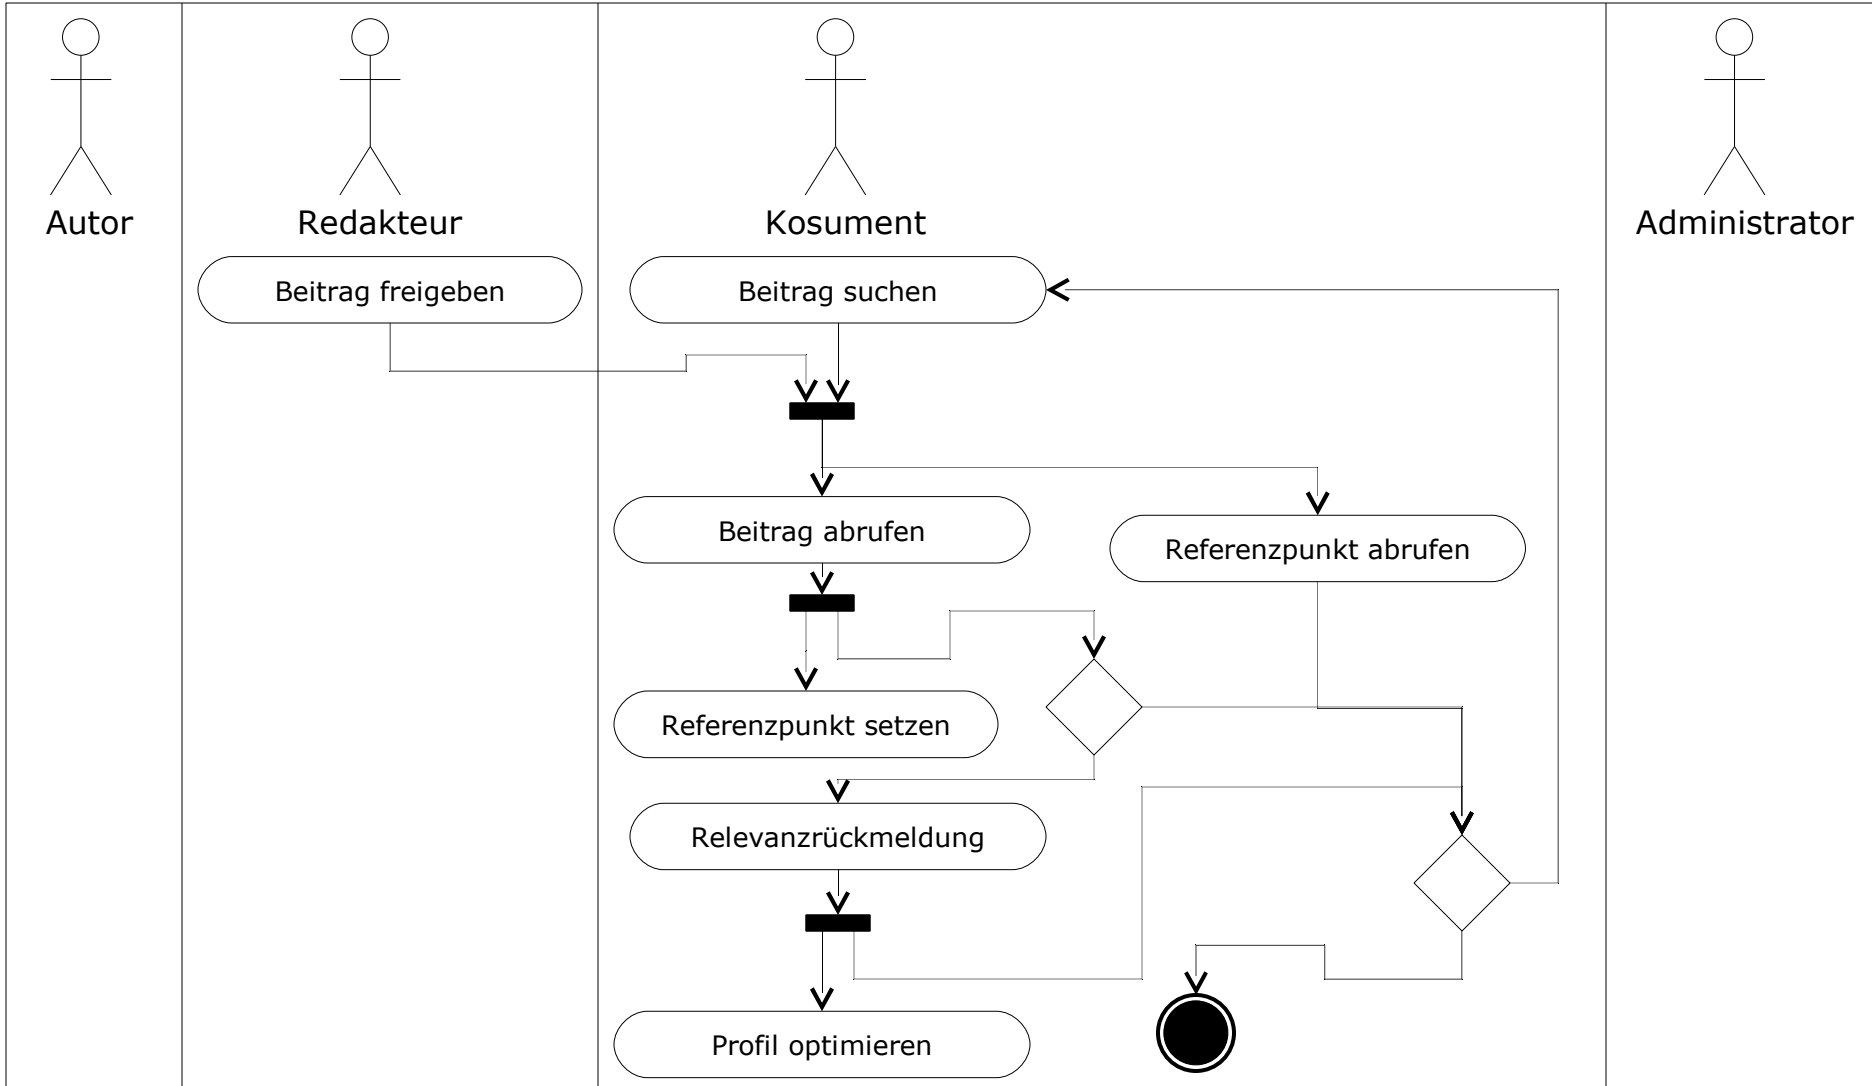 Autor
Redakteur
Kosument
Administrator
Beitrag freigeben
Beitrag suchen
Beitrag abrufen
Referenzpunkt abrufen
Referenzpunkt setzen
Relevanzrückmeldung
Profil optimieren